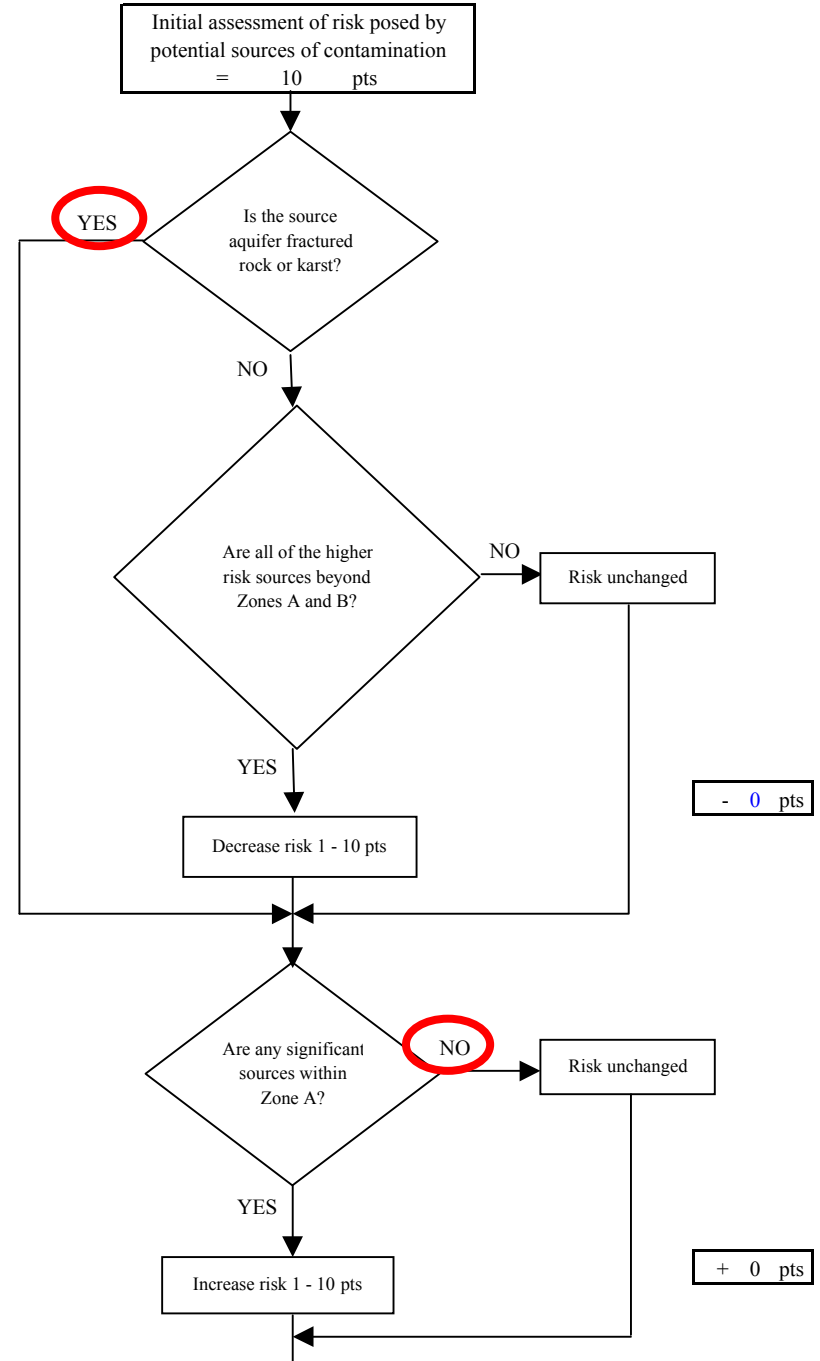 Initial assessment of risk posed by
potential sources of contamination
= 10 pts
YES
Is the source
aquifer fractured
rock or karst?
NO
Are all of the higher
risk sources beyond
Zones A and B?
NO
Risk unchanged
YES
- 0 pts
Decrease risk 1 - 10 pts
Are any significant
sources within
Zone A?
NO
Risk unchanged
YES
+ 0 pts
Increase risk 1 - 10 pts